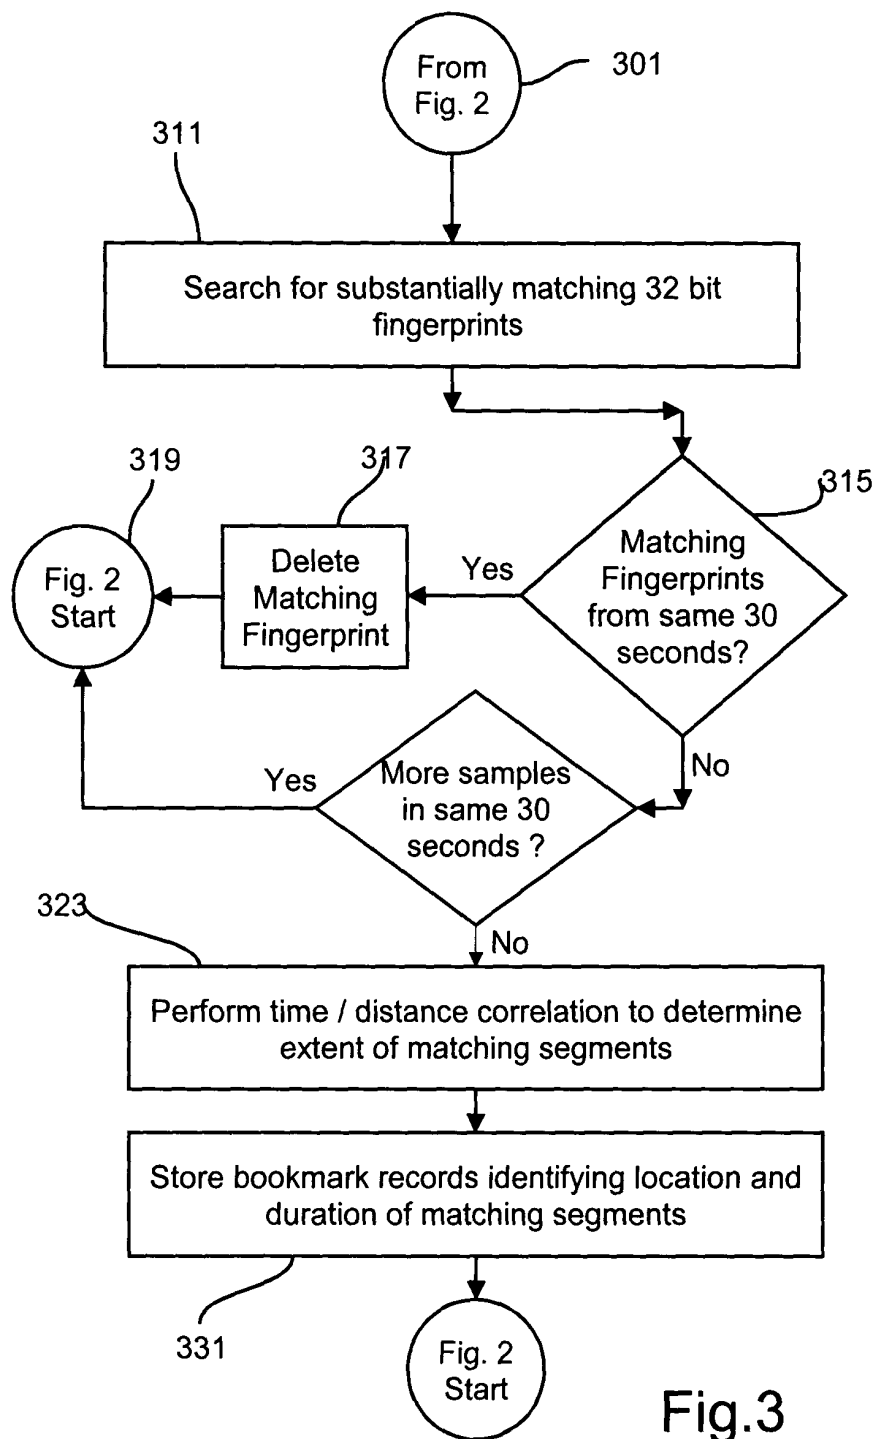 From
Fig. 2
301
311
Search for substantially matching 32 bit
fingerprints
319
317
315
Fig. 2
Start
Delete
Matching
Fingerprint
Yes
Matching
Fingerprints
from same 30
seconds?
No
Yes
More samples
in same 30
seconds ?
323
No
Perform time / distance correlation to determine
extent of matching segments
Store bookmark records identifying location and
duration of matching segments
331
Fig. 2
Start
Fig.3